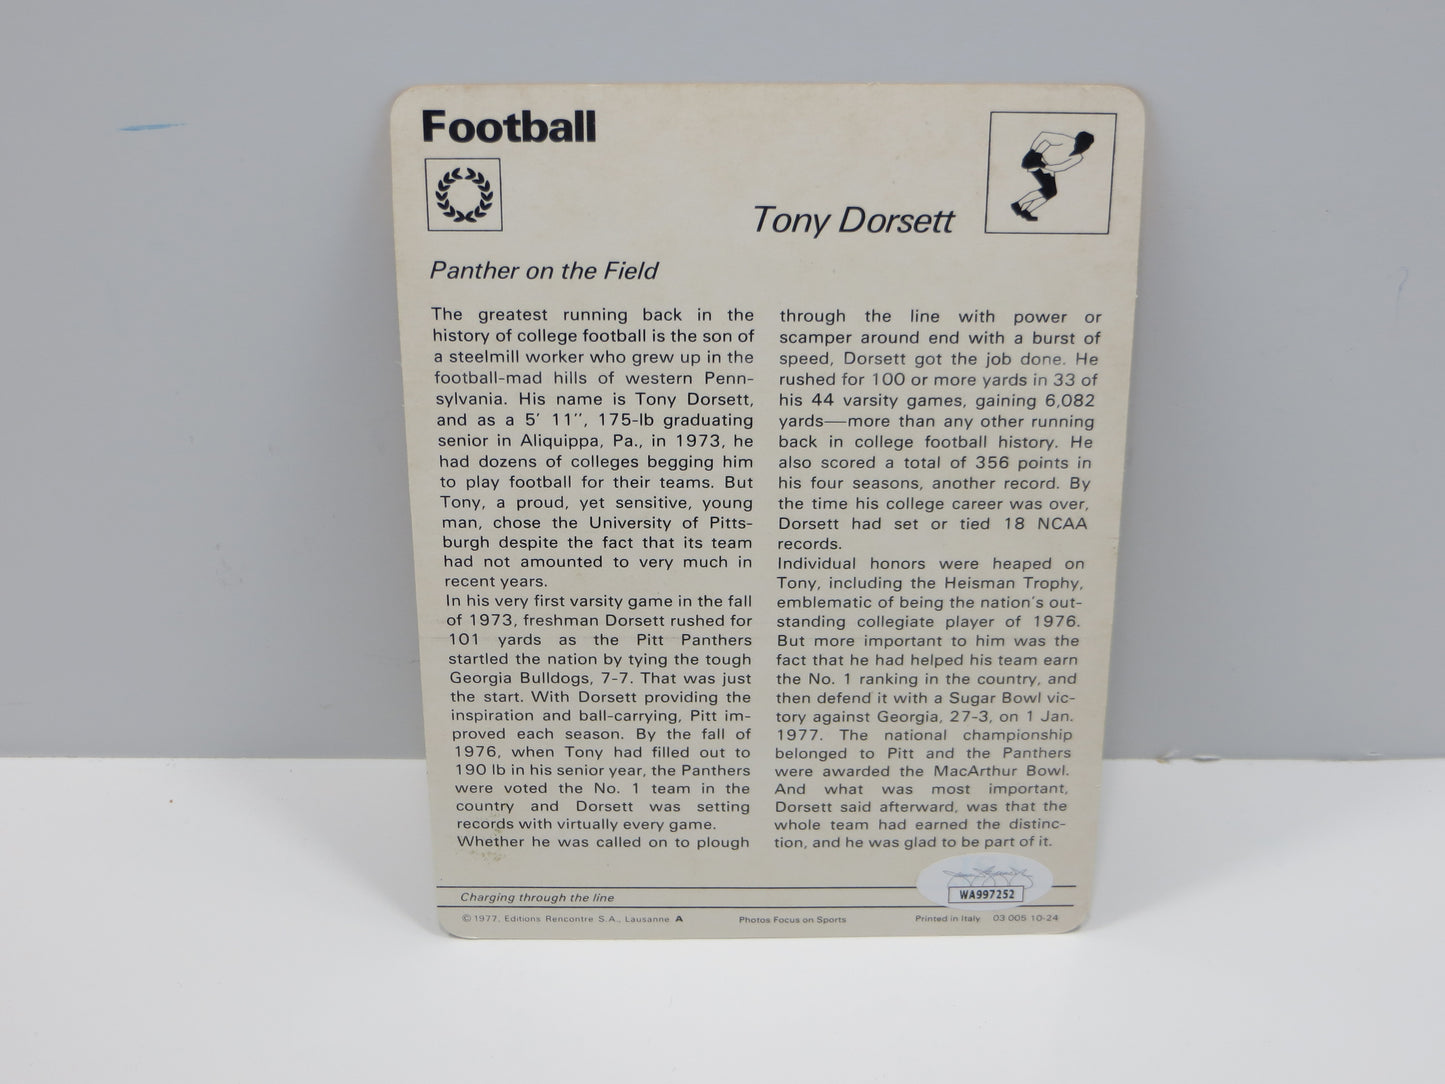 Football
Tony Dorsett
Panther on the Field
The greatest running back in the
history of college football is the son of
a steelmill worker who grew up in the
football-mad hills of western Penn-
sylvania. His name is Tony Dorsett,
and as a 5′ 11″, 175-lb graduating
senior in Aliquippa, Pa., in 1973, he
had dozens of colleges begging him
to play football for their teams. But
Tony, a proud, yet sensitive, young
man, chose the University of Pitts-
burgh despite the fact that its team
had not amounted to very much in
recent years.
In his very first varsity game in the fall
of 1973, freshman Dorsett rushed for
101 yards as the Pitt Panthers
startled the nation by tying the tough
Georgia Bulldogs, 7-7. That was just
the start. With Dorsett providing the
inspiration and ball-carrying, Pitt im-
proved each season. By the fall of
1976, when Tony had filled out to
190 lb in his senior year, the Panthers
were voted the No. 1 team in the
country and Dorsett was setting
records with virtually every game.
Whether he was called on to plough
through the line with power or
scamper around end with a burst of
speed, Dorsett got the job done. He
rushed for 100 or more yards in 33 of
his 44 varsity games, gaining 6,082
yards—more than any other running
back in college football history. He
also scored a total of 356 points in
his four seasons, another record. By
the time his college career was over,
Dorsett had set or tied 18 NCAA
records.
Individual honors were heaped on
Tony, including the Heisman Trophy,
emblematic of being the nation's out-
standing collegiate player of 1976.
But more important to him was the
fact that he had helped his team earn
the No. 1 ranking in the country, and
then defend it with a Sugar Bowl vic-
tory against Georgia, 27-3, on 1 Jan.
1977. The national championship
belonged to Pitt and the Panthers
were awarded the MacArthur Bowl.
And what was most important,
Dorsett said afterward, was that the
whole team had earned the distinc-
tion, and he was glad to be part of it.
WA997252
Charging through the line
© 1977, Editions Rencontre S.A., Lausanne A
Photos Focus on Sports
Printed in Italy 03 005 10-24